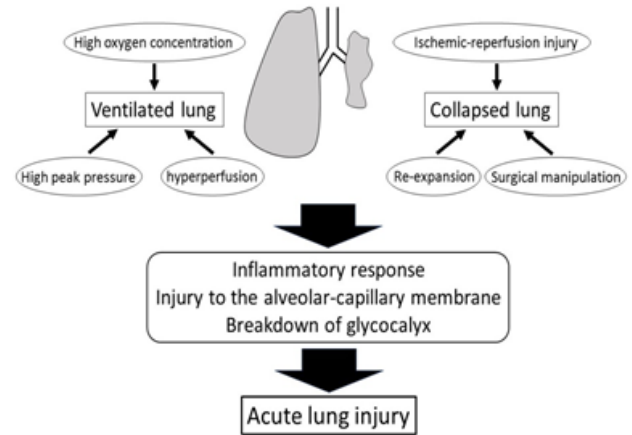 High oxygen concentration
Ischemic-reperfusion injury
Ventilated lung
Collapsed lung
High peak pressure
hyperperfusion
Re-expansion
Surgical manipulation
Inflammatory response
Injury to the alveolar-capillary membrane
Breakdown of glycocalyx
Acute lung injury